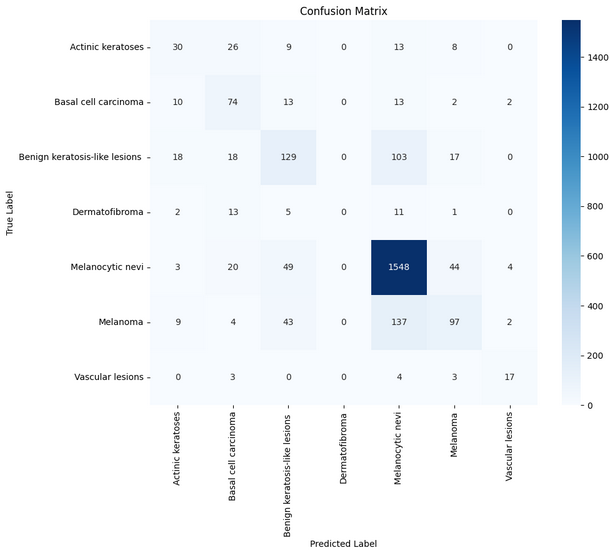 Confusion Matrix
Actinic keratoses 30 26 9 0 13 8 0
Basal cell carcinoma 10 74 13 0 13 2 2
Benign keratosis-like lesions 18 18 129 0 103 17 0
Dermatofibroma 2 13 5 0 11 1 0
Melanocytic nevi 3 20 49 0 1548 44 4
Melanoma 9 4 43 0 137 97 2
Vascular lesions 0 3 0 0 4 3 17
True Label
Actinic keratoses
Basal cell carcinoma
Benign keratosis-like lesions
Dermatofibroma
Melanocytic nevi
Melanoma
Vascular lesions
Predicted Label
1400
1200
1000
800
600
400
200
0